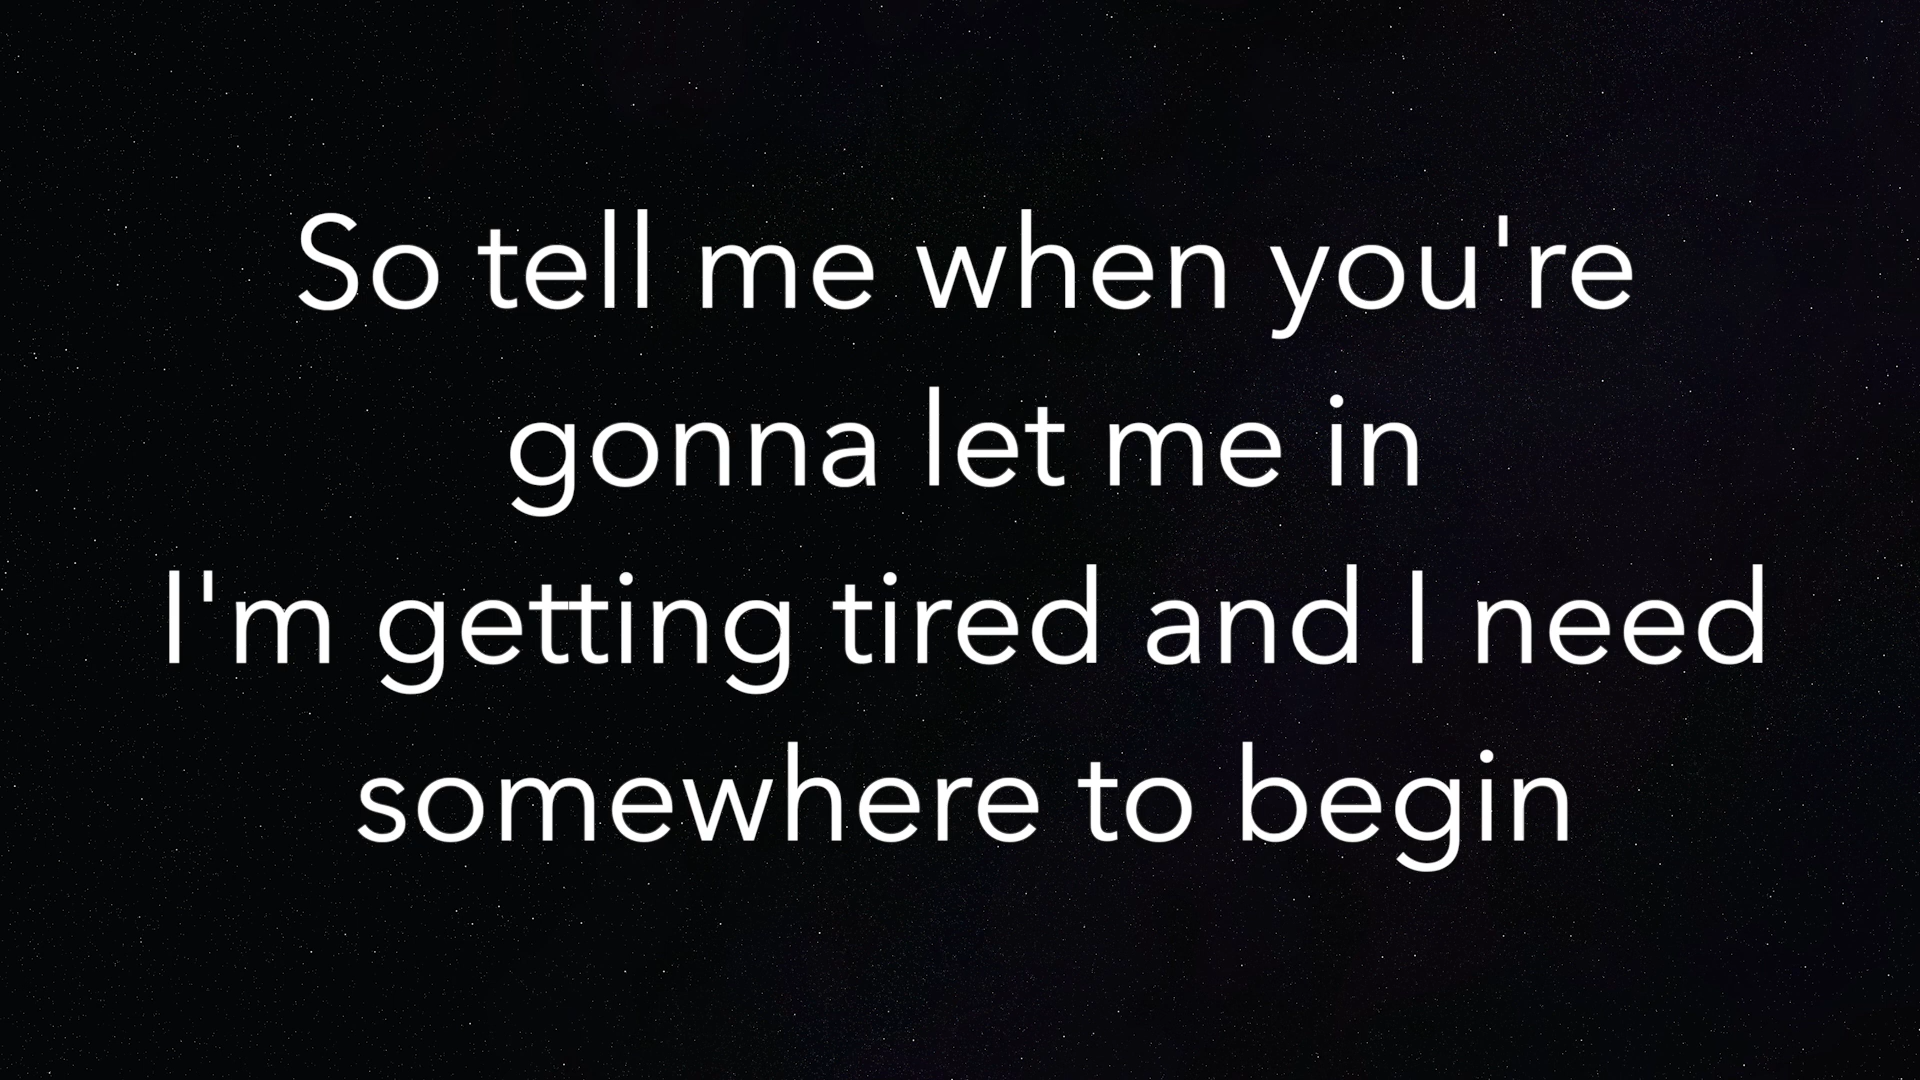 So tell me when you're
gonna let me in
I'm getting tired and I need
somewhere to begin